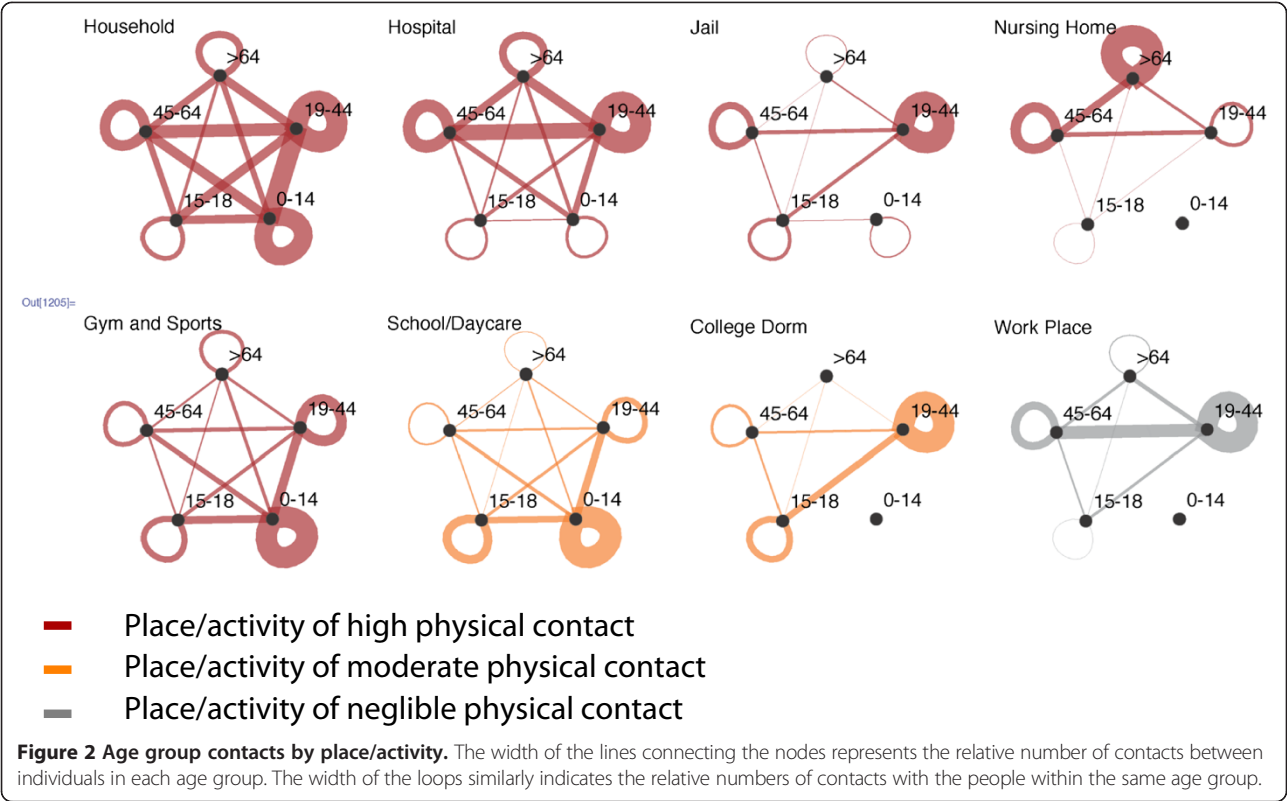 Household
Hospital
Jail
Nursing Home
>64
45-64
19-44
15-18
0-14
>64
45-64
19-44
15-18
0-14
>64
45-64
19-44
15-18
0-14
>64
45-64
19-44
15-18
0-14
Out[1205]=
Gym and Sports
School/Daycare
College Dorm
Work Place
>64
45-64
19-44
15-18
0-14
>64
45-64
19-44
15-18
0-14
>64
45-64
19-44
15-18
0-14
>64
45-64
19-44
15-18
0-14
Place/activity of high physical contact
Place/activity of moderate physical contact
Place/activity of neglible physical contact
Figure 2 Age group contacts by place/activity. The width of the lines connecting the nodes represents the relative number of contacts between
individuals in each age group. The width of the loops similarly indicates the relative numbers of contacts with the people within the same age group.